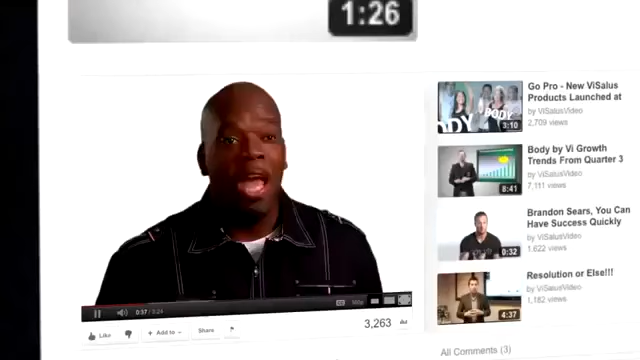 1:26
Go Pro - New ViSalus
Products Launched at
by ViSalusVideo
2,709 views
3:10
BODY
Body by Vi Growth
Trends From Quarter 3
by ViSalusVideo
7,111 views
8:41
Brandon Sears, You Can
Have Success Quickly
by ViSalusVideo
1,622 views
0:32
Resolution or Else!!!
by ViSalusVideo
1,182 views
4:37
Like
Add to
Share
3,263
All Comments (3)